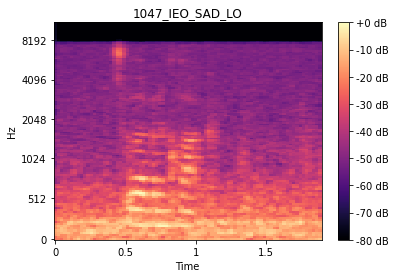 1047_IEO_SAD_LO
Hz
8192
4096
2048
1024
512
0
0
0.5
1
1.5
Time
+0 dB
-10 dB
-20 dB
-30 dB
-40 dB
-50 dB
-60 dB
-70 dB
-80 dB